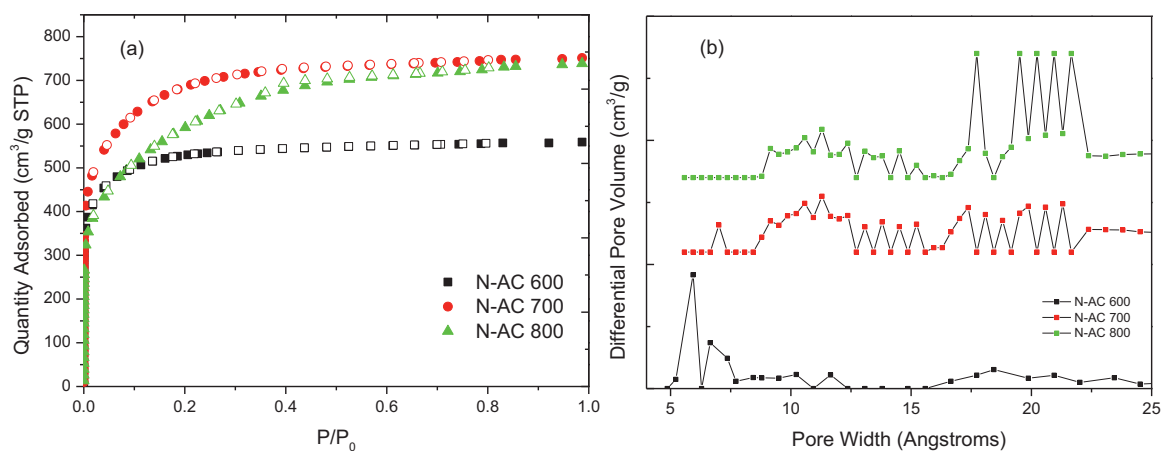 (a)
Quantity Adsorbed (cm³/g STP)
800
700
600
500
400
300
200
100
0
0.0 0.2 0.4 0.6 0.8 1.0
P/P₀
N-AC 600
N-AC 700
N-AC 800
(b)
Differential Pore Volume (cm³/g)
5 10 15 20 25
Pore Width (Angstroms)
N-AC 600
N-AC 700
N-AC 800